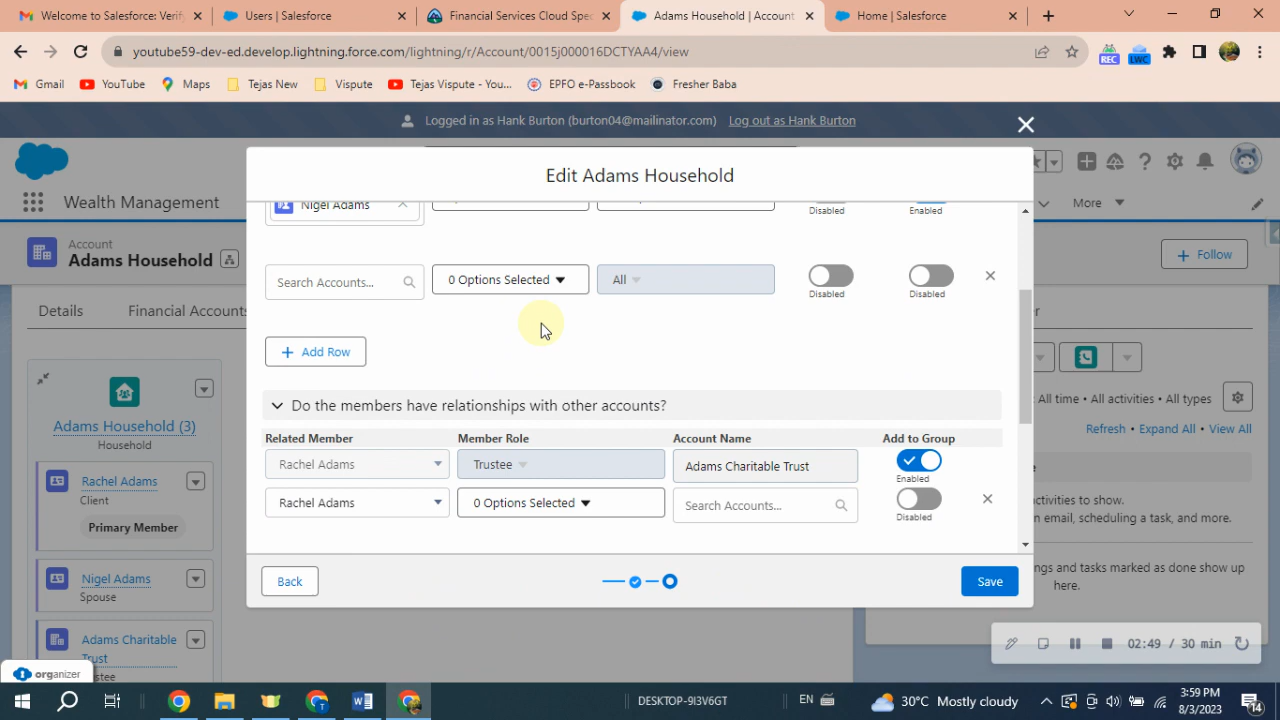 Welcome to Salesforce: Verify
Users | Salesforce
Financial Services Cloud Spec
Adams Household | Account
Home | Salesforce
youtube59-dev-ed.develop.lightning.force.com/lightning/r/Account/0015j000016DCTYAA4/view
REC
LWC
Gmail
YouTube
Maps
Tejas New
Vispute
Tejas Vispute - You...
EPFO e-Passbook
Fresher Baba
Logged in as Hank Burton (burton04@mailinator.com)
Log out as Hank Burton
Edit Adams Household
Wealth Management
More
Account
Adams Household
Follow
Details
Financial Accounts
Nigel Adams
Disabled
Enabled
Search Accounts...
0 Options Selected
All
Disabled
Disabled
+ Add Row
Do the members have relationships with other accounts?
Related Member
Member Role
Account Name
Add to Group
Rachel Adams
Trustee
Adams Charitable Trust
Enabled
Rachel Adams
0 Options Selected
Search Accounts...
Disabled
Back
Save
Adams Household (3)
Household
Rachel Adams
Client
Primary Member
Nigel Adams
Spouse
Adams Charitable
Trust
All time • All activities • All types
Refresh • Expand All • View All
ctivities to show.
n email, scheduling a task, and more.
ngs and tasks marked as done show up
here.
02:49 / 30 min
organizer
DESKTOP-9I3V6GT
EN
30°C Mostly cloudy
3:59 PM
8/3/2023
14